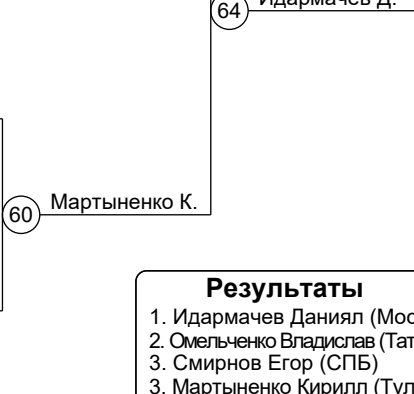 64
Идармачев Д.
60
Мартыненко К.
Результаты
1. Идармачев Даниял (Мос
2. Омельченко Владислав (Тат
3. Смирнов Егор (СПБ)
3. Мартыненко Кирилл (Тул